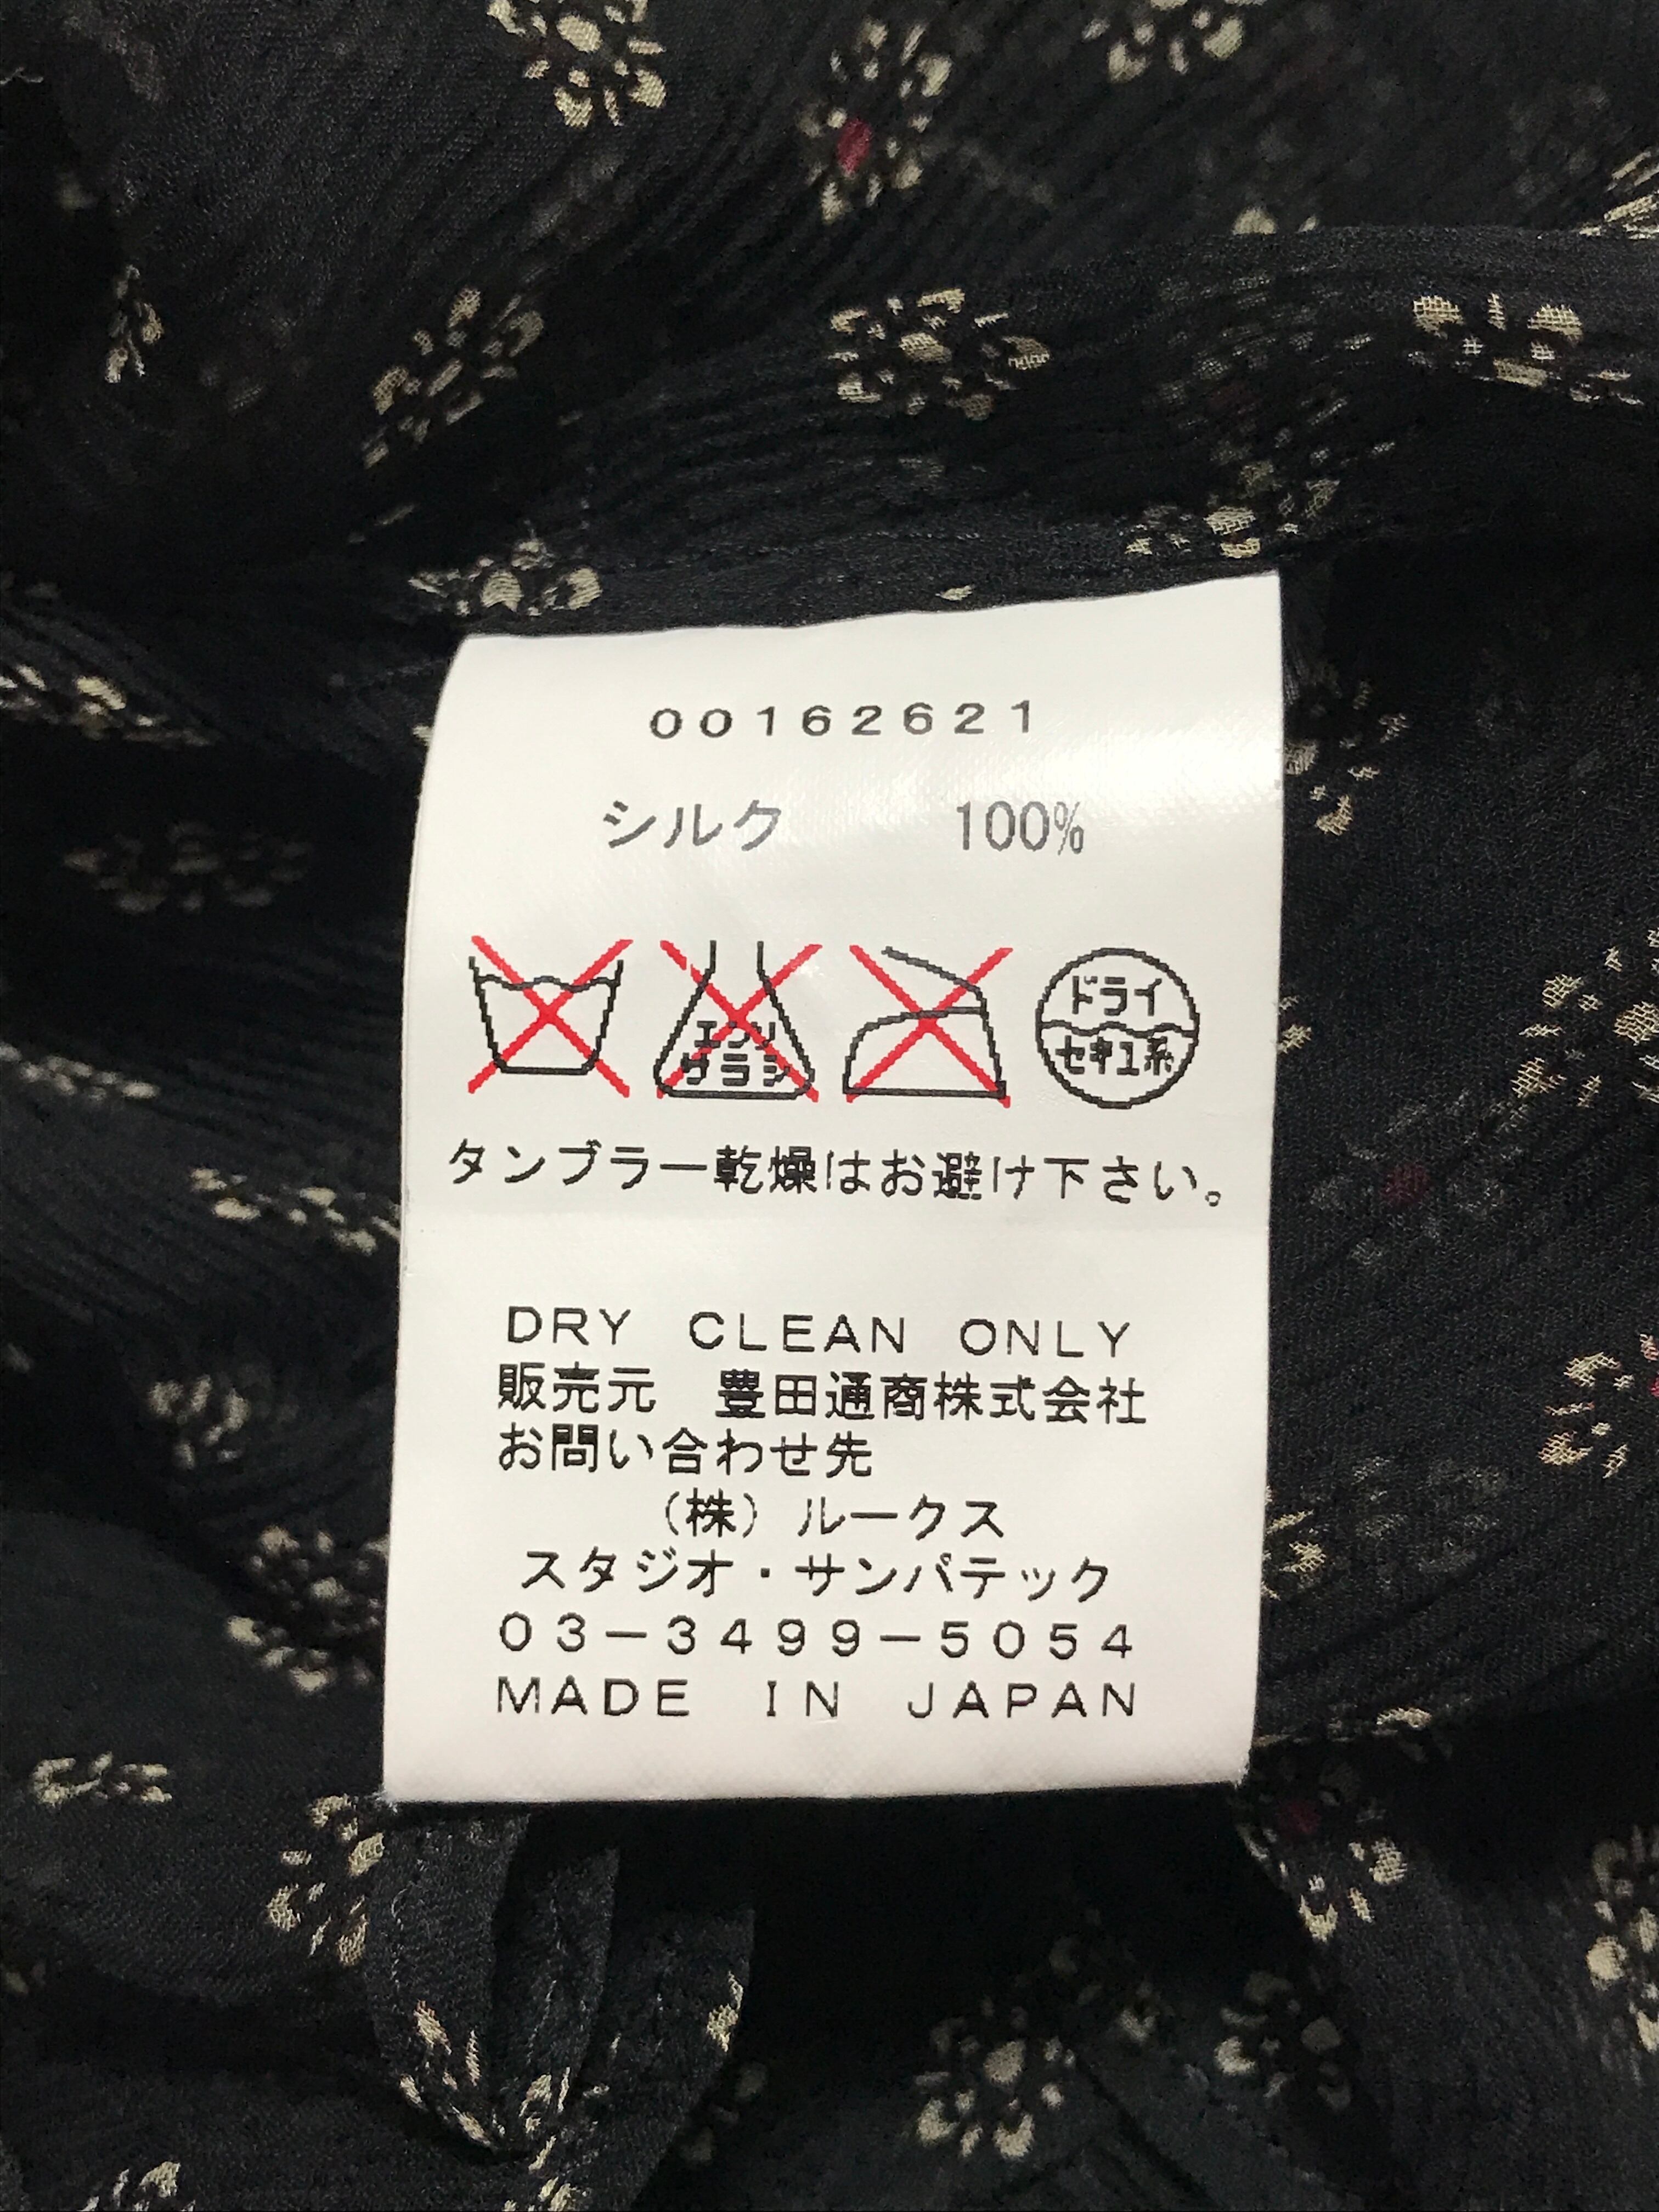 00162621
シルク 100%
エンソ ドライ
サラシ セキユ系
タンブラー乾燥はお避け下さい。
DRY CLEAN ONLY
販売元 豊田通商株式会社
お問い合わせ先
(株) ルークス
スタジオ・サンパテック
03-3499-5054
MADE IN JAPAN